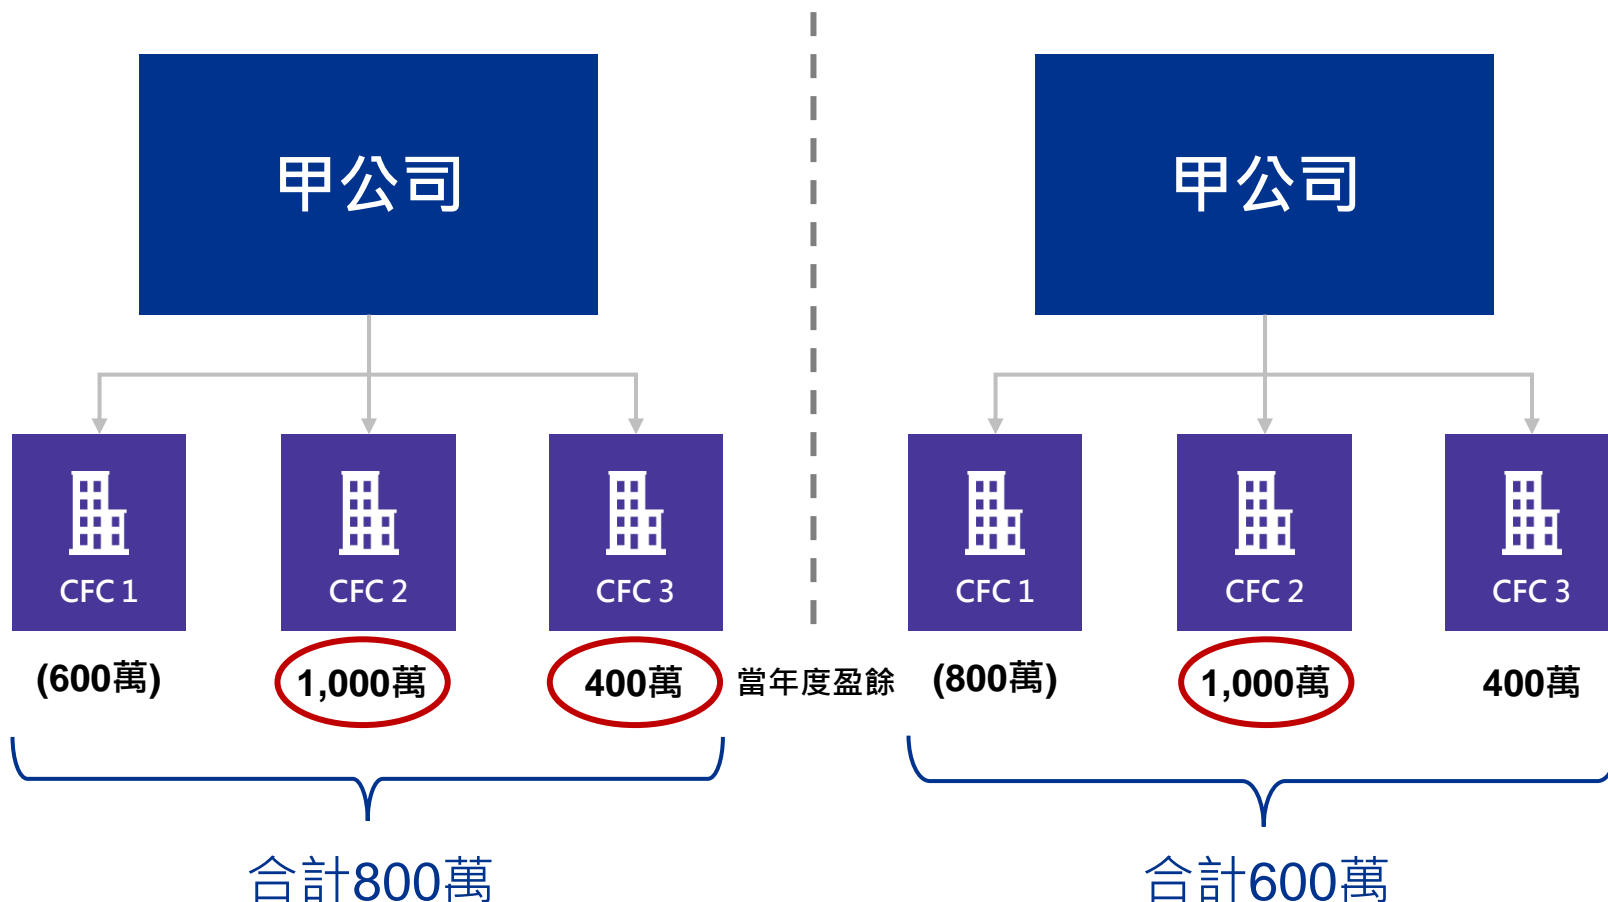 甲公司
甲公司
CFC 1
CFC 2
CFC 3
CFC 1
CFC 2
CFC 3
(600萬)
1,000萬
400萬
當年度盈餘
(800萬)
1,000萬
400萬
合計800萬
合計600萬